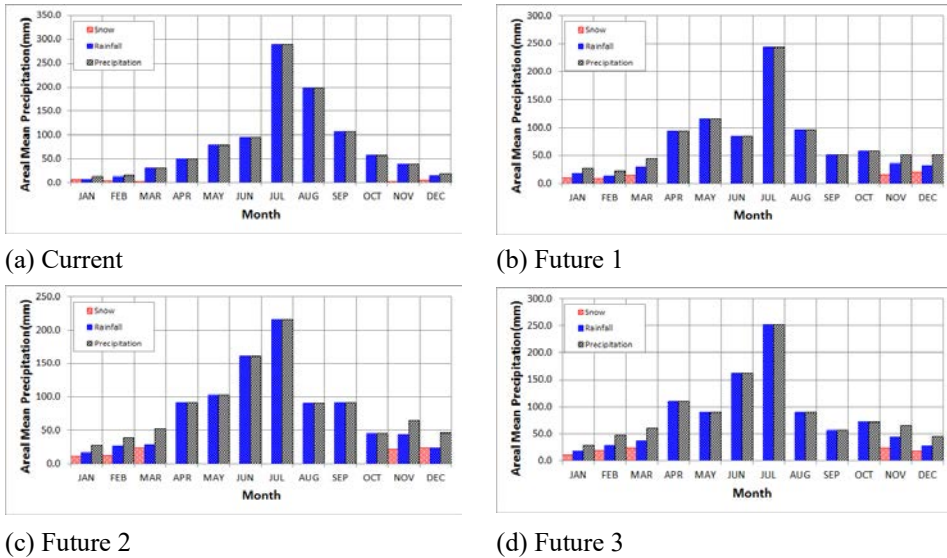 Areal Mean Precipitation(mm)
350.0
300.0
250.0
200.0
150.0
100.0
50.0
0.0
Snow
Rainfall
Precipitation
JAN FEB MAR APR MAY JUN JUL AUG SEP OCT NOV DEC
Month
(a) Current
Areal Mean Precipitation(mm)
300.0
250.0
200.0
150.0
100.0
50.0
0.0
Snow
Rainfall
Precipitation
JAN FEB MAR APR MAY JUN JUL AUG SEP OCT NOV DEC
Month
(b) Future 1
Areal Mean Precipitation(mm)
250.0
200.0
150.0
100.0
50.0
0.0
Snow
Rainfall
Precipitation
JAN FEB MAR APR MAY JUN JUL AUG SEP OCT NOV DEC
Month
(c) Future 2
Areal Mean Precipitation(mm)
300.0
250.0
200.0
150.0
100.0
50.0
0.0
Snow
Rainfall
Precipitation
JAN FEB MAR APR MAY JUN JUL AUG SEP OCT NOV DEC
Month
(d) Future 3